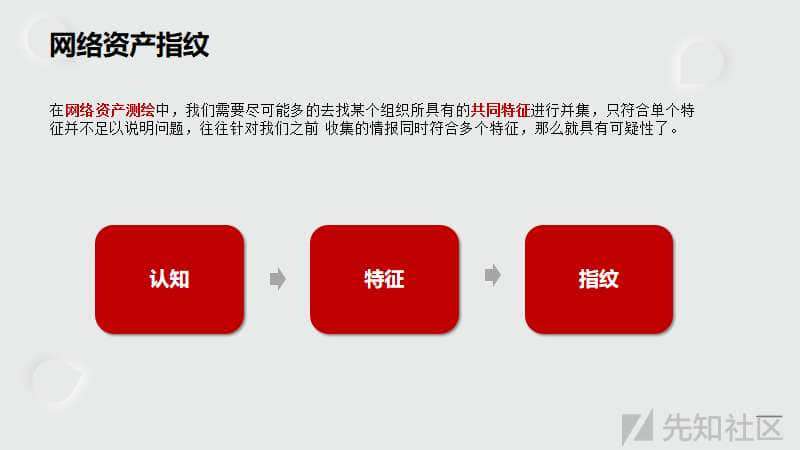 网络资产指纹
在网络资产测绘中，我们需要尽可能多的去找某个组织所具有的共同特征进行并集，只符合单个特
征并不足以说明问题，往往针对我们之前 收集的情报同时符合多个特征，那么就具有可疑性了。
认知
特征
指纹
先知社区